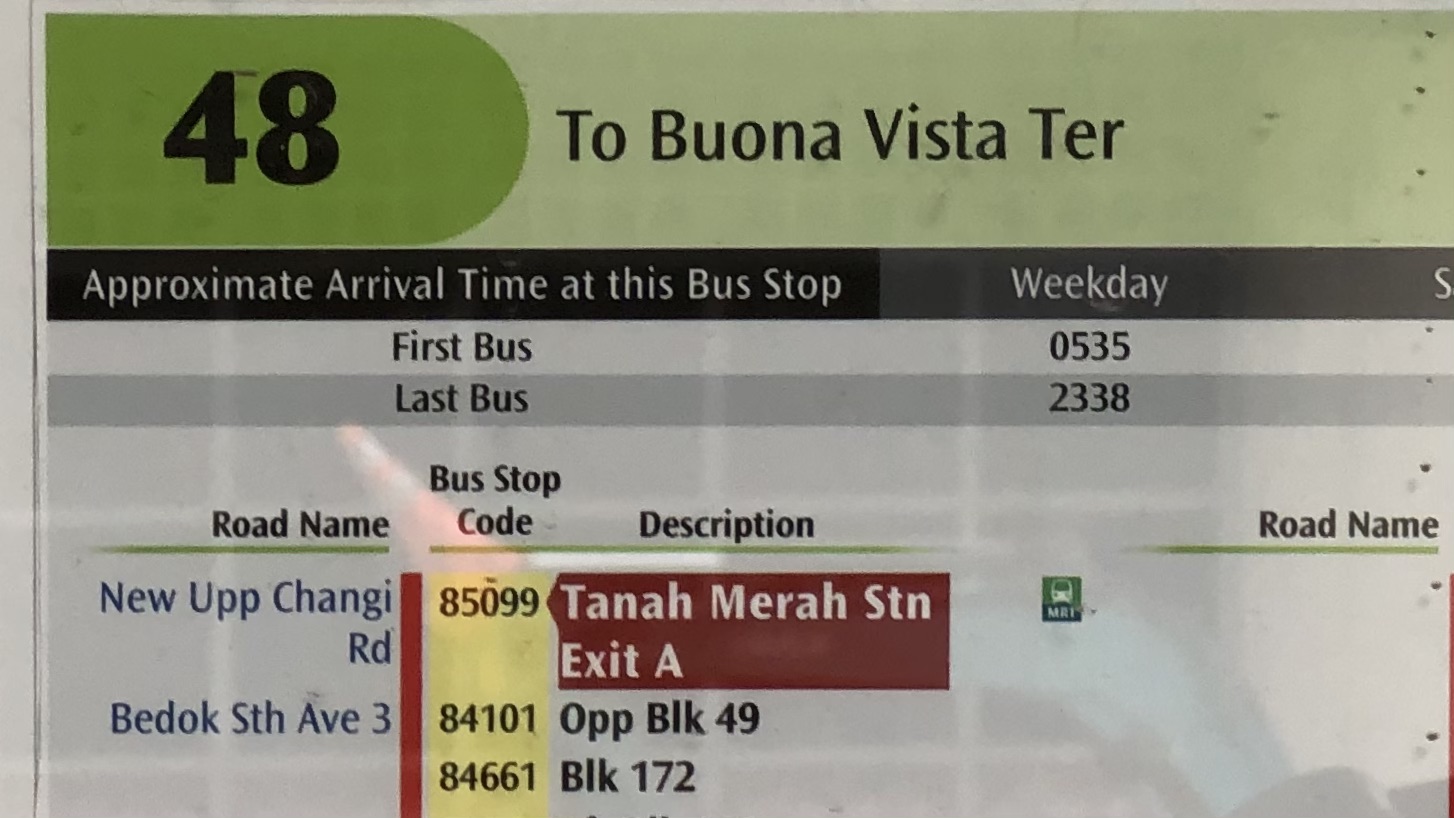 48 To Buona Vista Ter
Approximate Arrival Time at this Bus Stop Weekday S
First Bus 0535
Last Bus 2338
Bus Stop
Road Name Code Description Road Name
New Upp Changi 85099 Tanah Merah Stn MRT
Rd Exit A
Bedok Sth Ave 3 84101 Opp Blk 49
84661 Blk 172